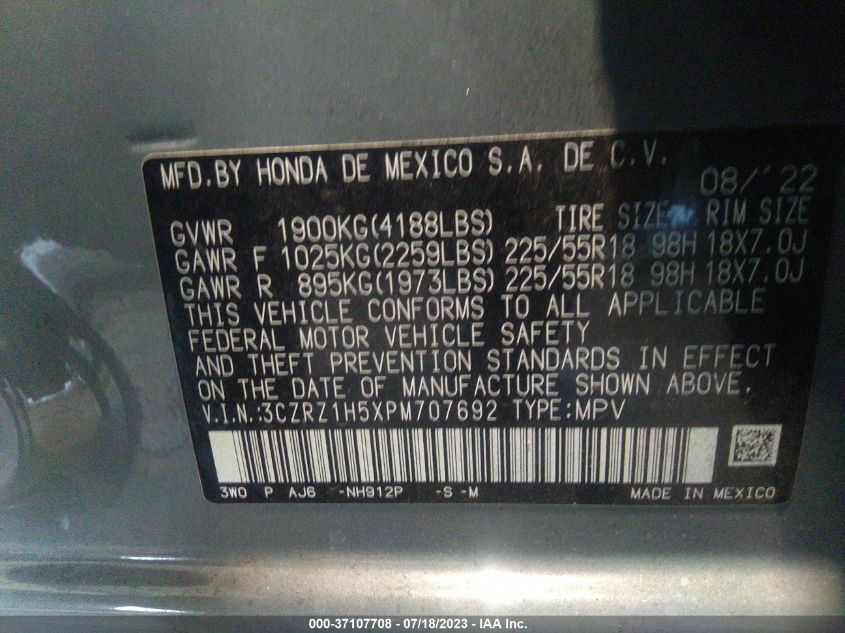 MFD.BY HONDA DE MEXICO S.A. DE C.V. 08/'22
GVWR 1900KG(4188LBS) TIRE SIZE RIM SIZE
GAWR F 1025KG(2259LBS) 225/55R18 98H 18X7.0J
GAWR R 895KG(1973LBS) 225/55R18 98H 18X7.0J
THIS VEHICLE CONFORMS TO ALL APPLICABLE
FEDERAL MOTOR VEHICLE SAFETY
AND THEFT PREVENTION STANDARDS IN EFFECT
ON THE DATE OF MANUFACTURE SHOWN ABOVE.
V.I.N.:3CZRZ1H5XPM707692 TYPE:MPV
3W0 P AJ6 -NH912P -S -M MADE IN MEXICO
000-37107708 - 07/18/2023 - IAA Inc.